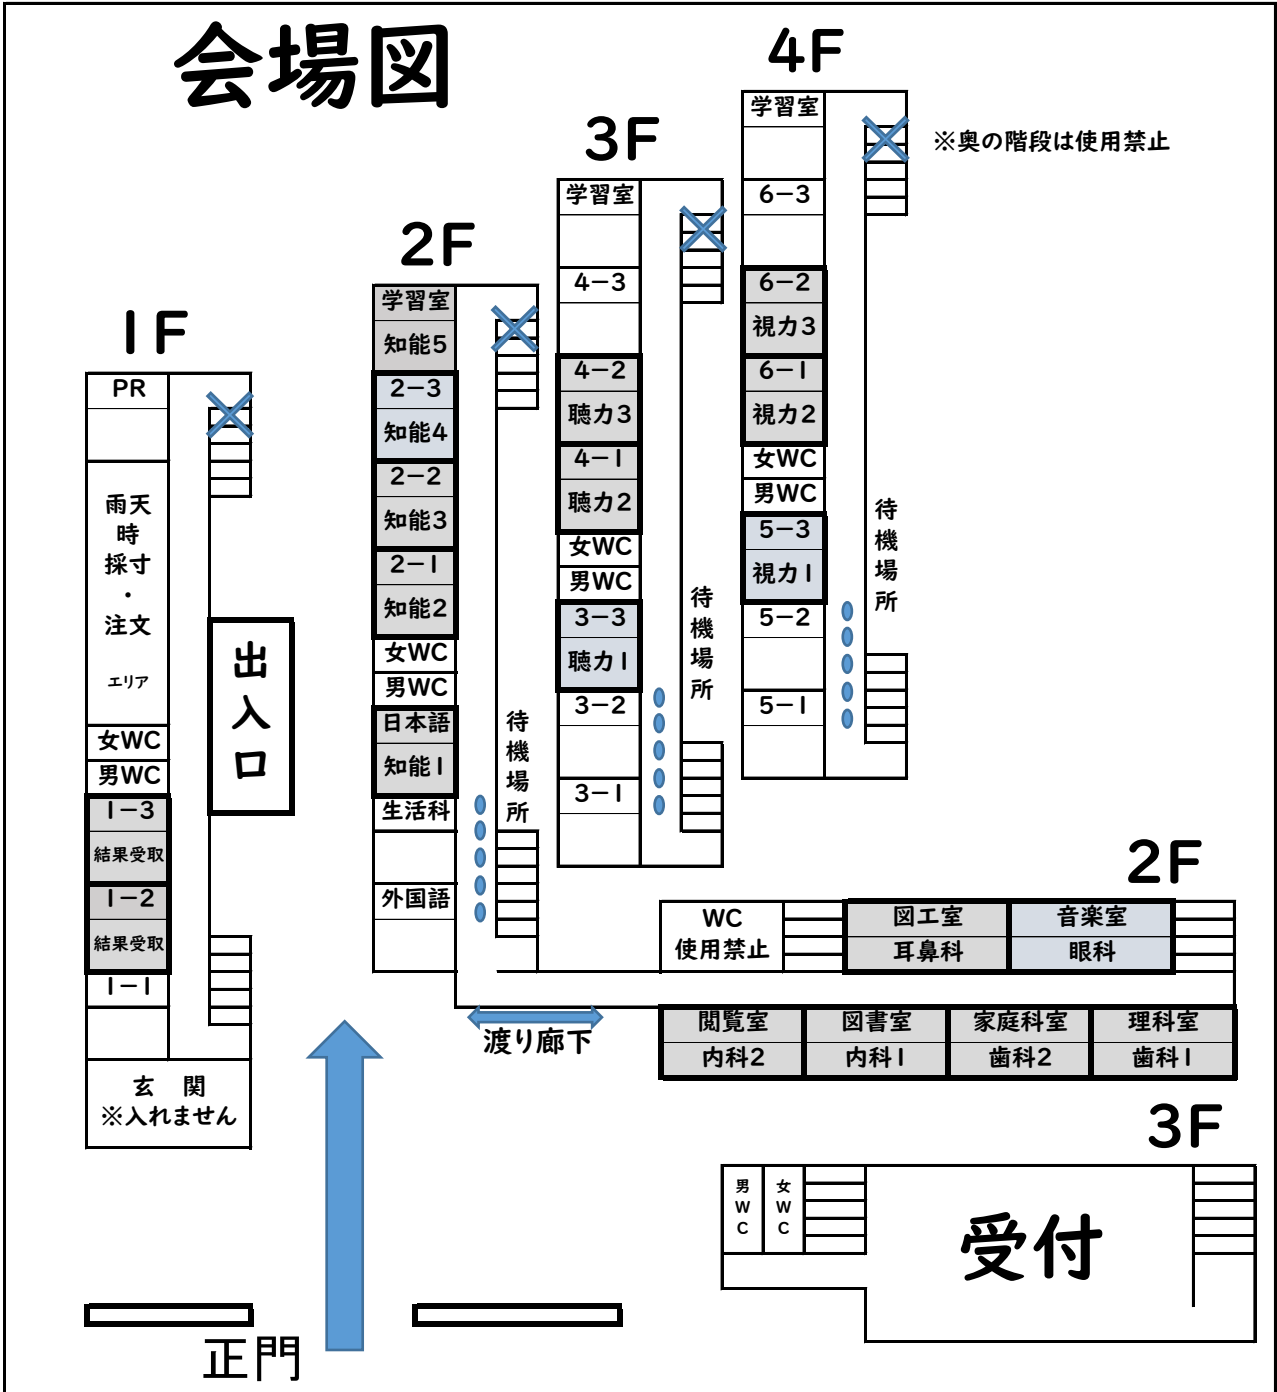 会場図
4F
※奥の階段は使用禁止
学習室
6-3
6-2
視力3
6-1
視力2
女WC
男WC
5-3
視力1
5-2
5-1
待機場所
3F
学習室
4-3
4-2
聴力3
4-1
聴力2
女WC
男WC
3-3
聴力1
3-2
3-1
待機場所
2F
学習室
知能5
2-3
知能4
2-2
知能3
2-1
知能2
女WC
男WC
日本語
知能1
生活科
外国語
待機場所
1F
PR
雨天
時
採寸
・
注文
エリア
女WC
男WC
1-3
結果受取
1-2
結果受取
1-1
玄　関
※入れません
出入口
2F
WC
使用禁止
図工室
耳鼻科
音楽室
眼科
渡り廊下
閲覧室
内科2
図書室
内科1
家庭科室
歯科2
理科室
歯科1
3F
男WC
女WC
受付
正門